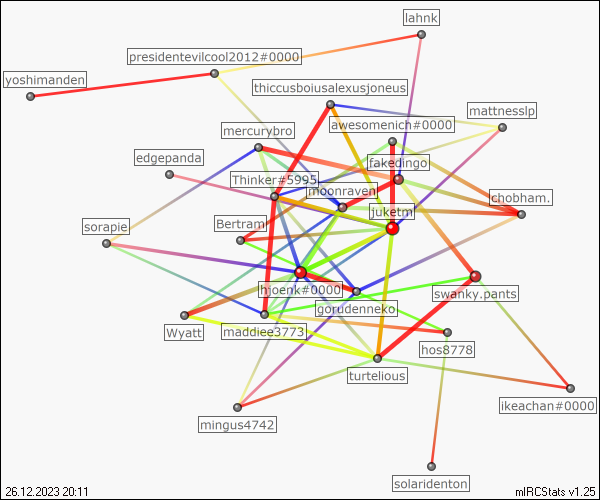 lahnk
presidentevilcool2012#0000
yoshimanden
thiccusboiusalexusjoneus
mattnesslp
awesomenich#0000
mercurybro
edgepanda
fakedingo
Thinker#5995
moonraven
chobham.
juketm
Bertram
sorapie
hjoenk#0000
swanky.pants
gorudenneko
Wyatt
maddiee3773
hos8778
turtelious
ikeachan#0000
mingus4742
solaridenton
26.12.2023 20:11
mIRCStats v1.25